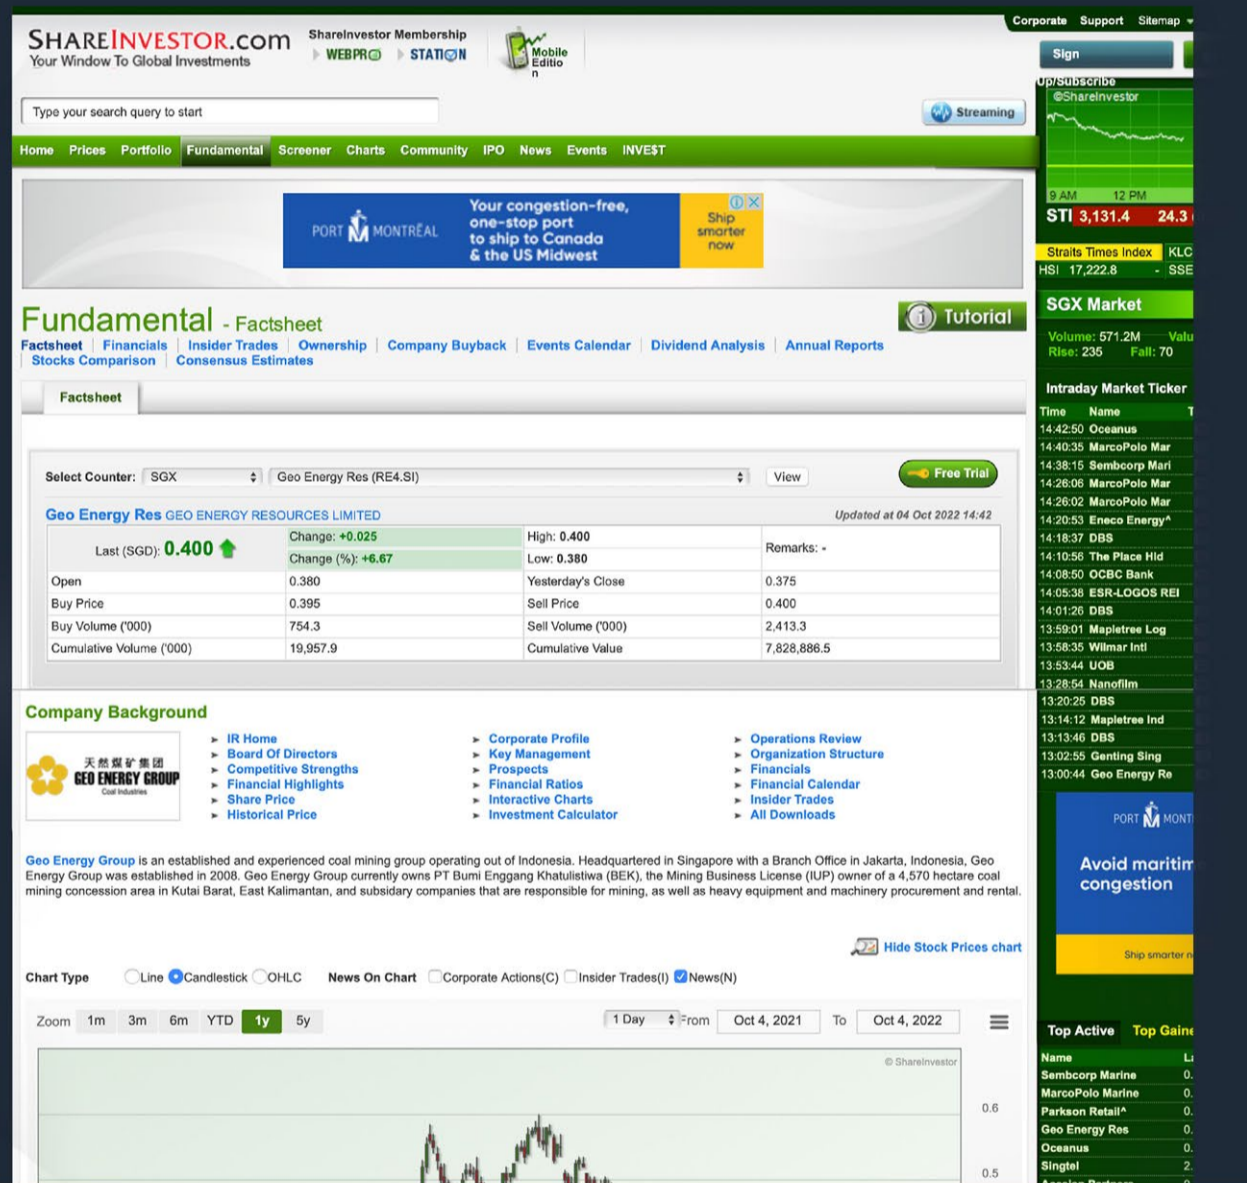 Corporate Support Sitemap
SHAREINVESTOR.com
Your Window To Global Investments
ShareInvestor Membership
WEBPRO STATION
Mobile
Editio
n
Sign
Up/Subscribe
Type your search query to start
Streaming
©ShareInvestor
9 AM 12 PM
STI 3,131.4 24.3
Straits Times Index KLC
HSI 17,222.8 - SSE
Home Prices Portfolio Fundamental Screener Charts Community IPO News Events INVE$T
PORT MONTRÉAL
Your congestion-free,
one-stop port
to ship to Canada
& the US Midwest
Ship
smarter
now
Fundamental - Factsheet
Tutorial
Factsheet Financials Insider Trades Ownership Company Buyback Events Calendar Dividend Analysis Annual Reports
Stocks Comparison Consensus Estimates
Factsheet
Select Counter: SGX Geo Energy Res (RE4.SI) View Free Trial
Geo Energy Res GEO ENERGY RESOURCES LIMITED Updated at 04 Oct 2022 14:42
Last (SGD): 0.400
Change: +0.025 High: 0.400
Change (%): +6.67 Low: 0.380
Remarks: -
Open 0.380 Yesterday's Close 0.375
Buy Price 0.395 Sell Price 0.400
Buy Volume ('000) 754.3 Sell Volume ('000) 2,413.3
Cumulative Volume ('000) 19,957.9 Cumulative Value 7,828,886.5
SGX Market
Volume: 571.2M Valu
Rise: 235 Fall: 70
Intraday Market Ticker
Time Name T
14:42:50 Oceanus
14:40:35 MarcoPolo Mar
14:38:15 Sembcorp Mari
14:26:06 MarcoPolo Mar
14:26:02 MarcoPolo Mar
14:20:53 Eneco Energy^
14:18:37 DBS
14:10:56 The Place Hld
14:08:50 OCBC Bank
14:05:38 ESR-LOGOS REI
14:01:26 DBS
13:59:01 Mapletree Log
13:58:35 Wilmar Intl
13:53:44 UOB
13:28:54 Nanofilm
13:20:25 DBS
13:14:12 Mapletree Ind
13:13:46 DBS
13:02:55 Genting Sing
13:00:44 Geo Energy Re
Company Background
天然煤矿集团
GEO ENERGY GROUP
Coal Industries
IR Home Corporate Profile Operations Review
Board Of Directors Key Management Organization Structure
Competitive Strengths Prospects Financials
Financial Highlights Financial Ratios Financial Calendar
Share Price Interactive Charts Insider Trades
Historical Price Investment Calculator All Downloads
Geo Energy Group is an established and experienced coal mining group operating out of Indonesia. Headquartered in Singapore with a Branch Office in Jakarta, Indonesia, Geo
Energy Group was established in 2008. Geo Energy Group currently owns PT Bumi Enggang Khatulistiwa (BEK), the Mining Business License (IUP) owner of a 4,570 hectare coal
mining concession area in Kutai Barat, East Kalimantan, and subsidary companies that are responsible for mining, as well as heavy equipment and machinery procurement and rental.
PORT MONT
Avoid maritim
congestion
Ship smarter n
Hide Stock Prices chart
Chart Type Line Candlestick OHLC News On Chart Corporate Actions(C) Insider Trades(I) News(N)
Zoom 1m 3m 6m YTD 1y 5y 1 Day From Oct 4, 2021 To Oct 4, 2022
© ShareInvestor
0.6
0.5
Top Active Top Gaine
Name La
Sembcorp Marine 0.
MarcoPolo Marine 0.
Parkson Retail^ 0.
Geo Energy Res 0.
Oceanus 0.
Singtel 2.